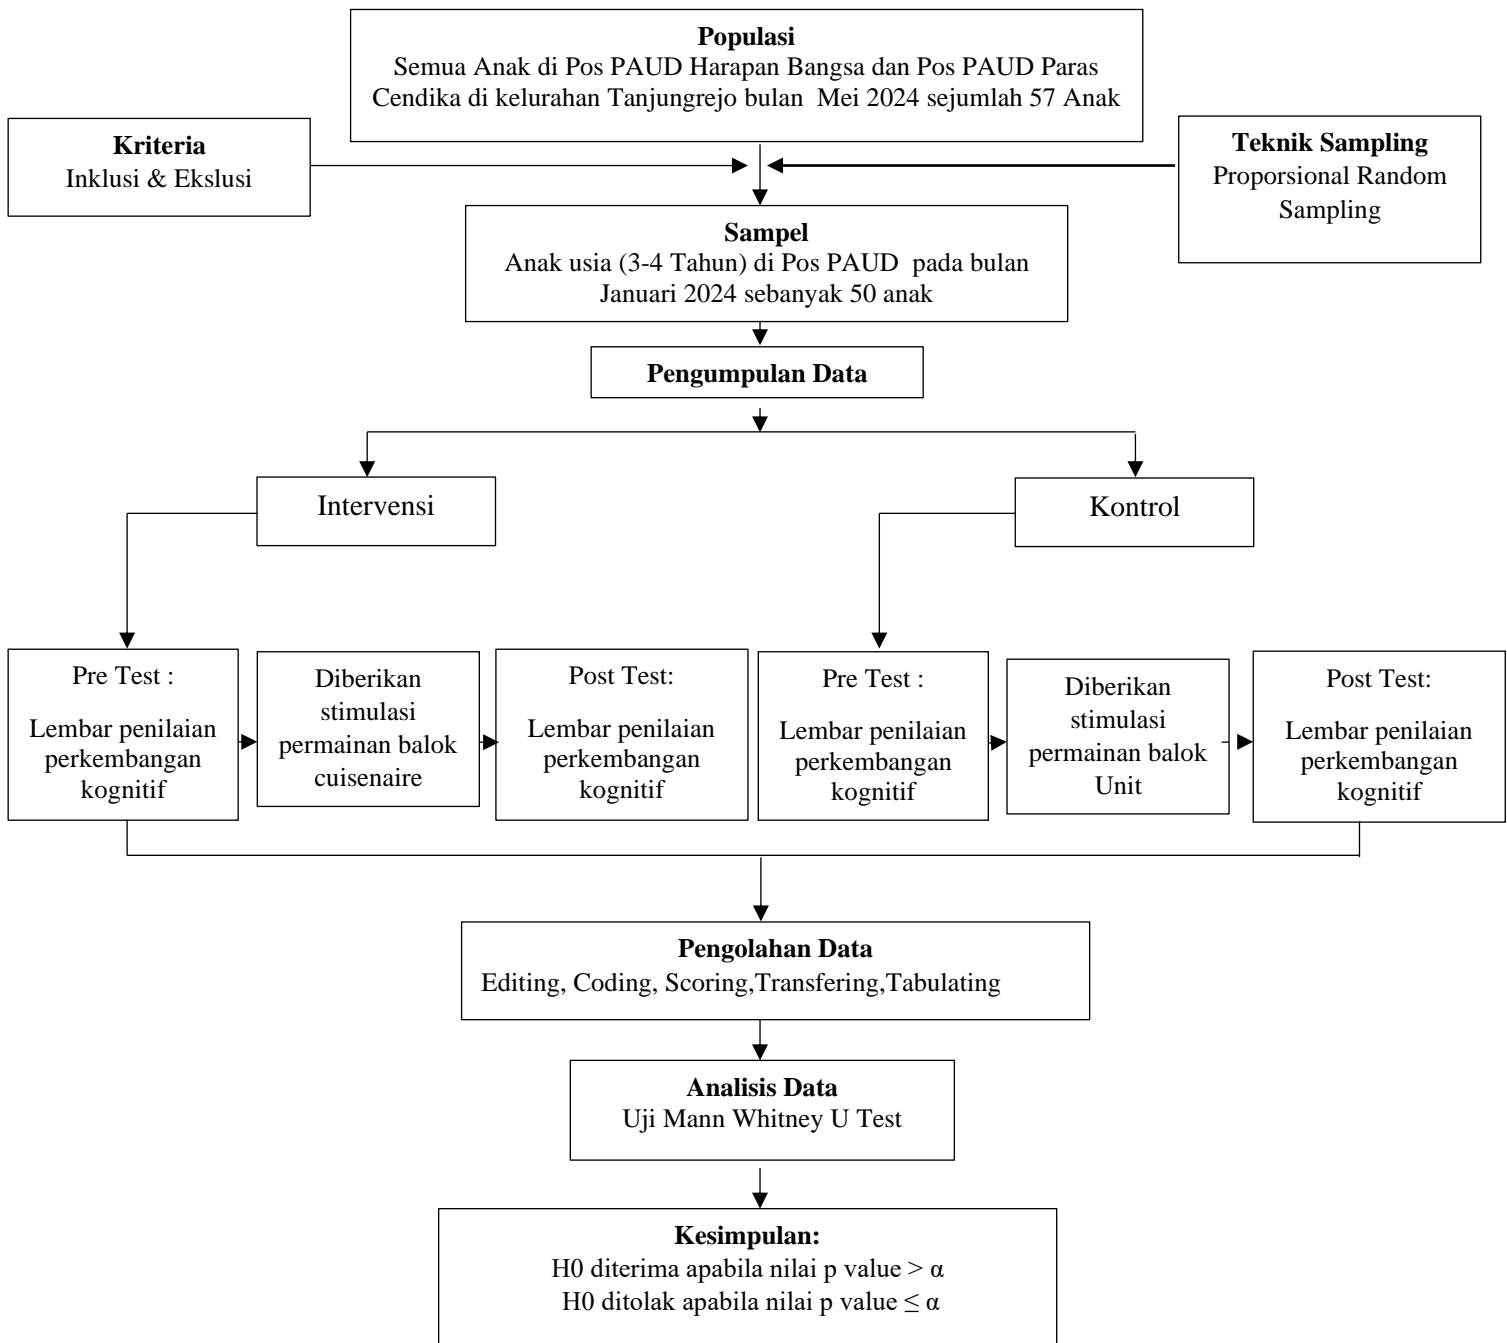 Populasi
Semua Anak di Pos PAUD Harapan Bangsa dan Pos PAUD Paras
Cendika di kelurahan Tanjungrejo bulan Mei 2024 sejumlah 57 Anak
Kriteria
Inklusi & Ekslusi
Teknik Sampling
Proporsional Random
Sampling
Sampel
Anak usia (3-4 Tahun) di Pos PAUD pada bulan
Januari 2024 sebanyak 50 anak
Pengumpulan Data
Intervensi
Kontrol
Pre Test :
Lembar penilaian
perkembangan
kognitif
Diberikan
stimulasi
permainan balok
cuisenaire
Post Test:
Lembar penilaian
perkembangan
kognitif
Pre Test :
Lembar penilaian
perkembangan
kognitif
Diberikan
stimulasi
permainan balok
Unit
Post Test:
Lembar penilaian
perkembangan
kognitif
Pengolahan Data
Editing, Coding, Scoring,Transfering,Tabulating
Analisis Data
Uji Mann Whitney U Test
Kesimpulan:
H0 diterima apabila nilai p value > α
H0 ditolak apabila nilai p value ≤ α